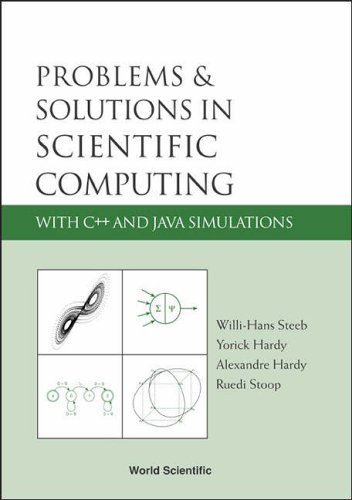 PROBLEMS &
SOLUTIONS IN
SCIENTIFIC
COMPUTING
WITH C++ AND JAVA SIMULATIONS
Σ Ψ
Willi-Hans Steeb
Yorick Hardy
Alexandre Hardy
Ruedi Stoop
World Scientific